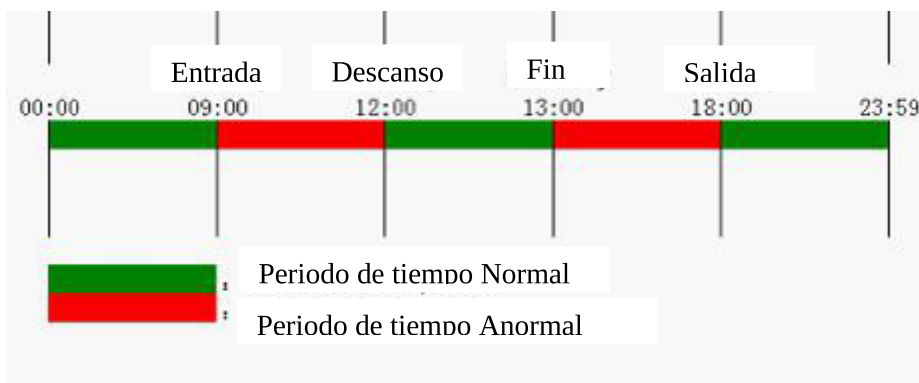 Entrada Descanso Fin Salida
00:00 09:00 12:00 13:00 18:00 23:59
: Periodo de tiempo Normal
: Periodo de tiempo Anormal